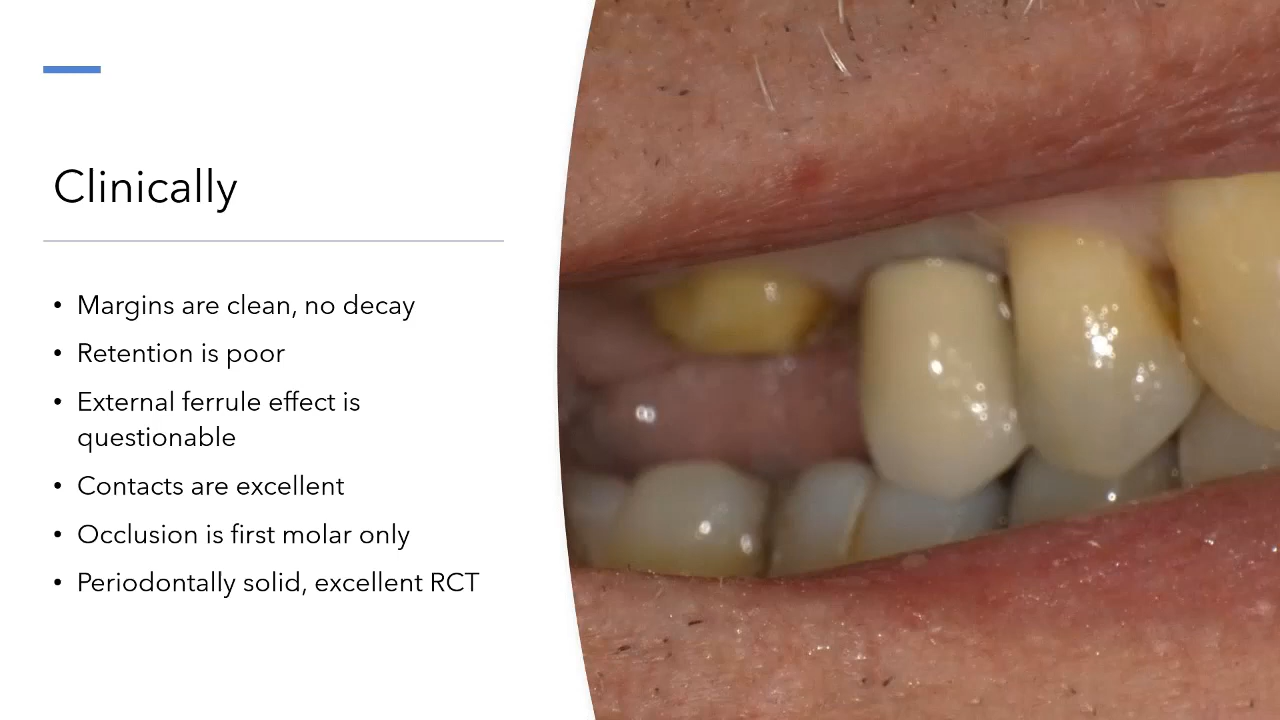 Clinically
• Margins are clean, no decay
• Retention is poor
• External ferrule effect is
questionable
• Contacts are excellent
• Occlusion is first molar only
• Periodontally solid, excellent RCT